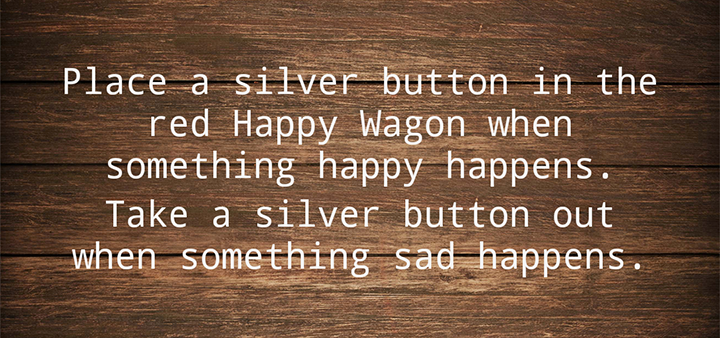 Place a silver button in the
red Happy Wagon when
something happy happens.
Take a silver button out
when something sad happens.